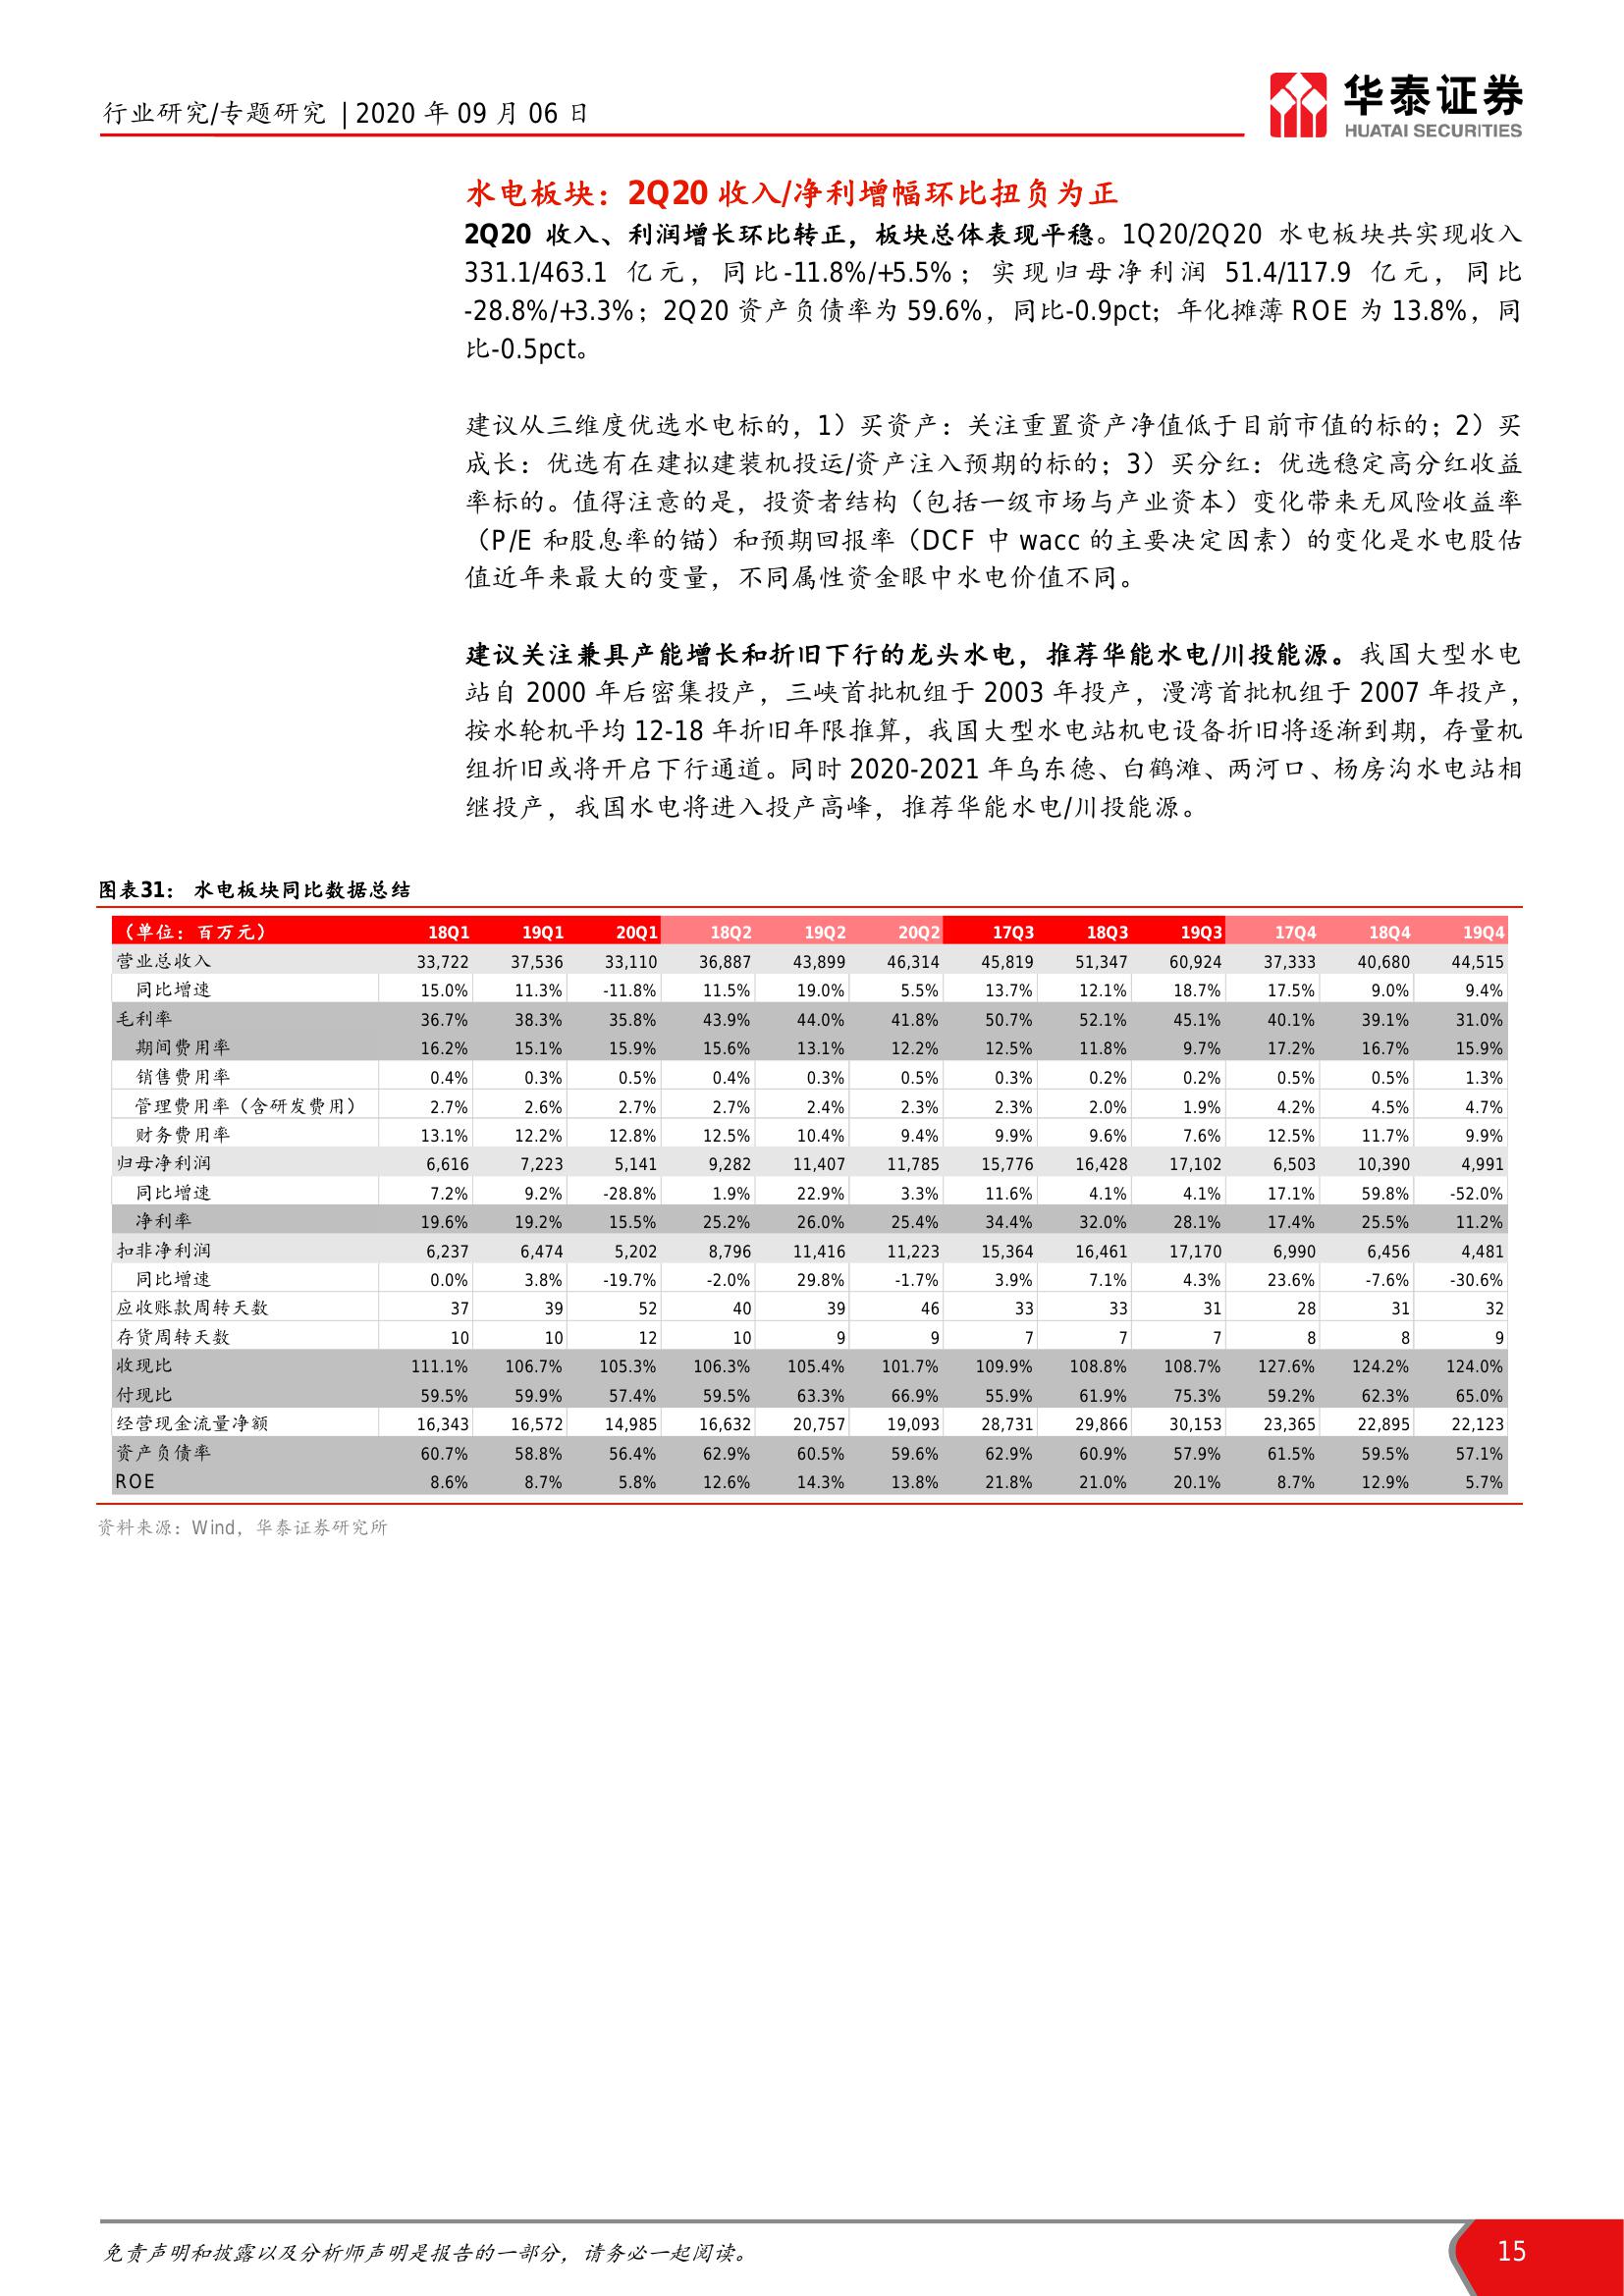 行业研究/专题研究 | 2020 年 09 月 06 日
华泰证券
HUATAI SECURITIES
水电板块：2Q20 收入/净利增幅环比扭负为正
2Q20 收入、利润增长环比转正，板块总体表现平稳。1Q20/2Q20 水电板块共实现收入
331.1/463.1 亿元，同比-11.8%/+5.5%；实现归母净利润 51.4/117.9 亿元，同比
-28.8%/+3.3%；2Q20 资产负债率为 59.6%，同比-0.9pct；年化摊薄 ROE 为 13.8%，同
比-0.5pct。
建议从三维度优选水电标的，1）买资产：关注重置资产净值低于目前市值的标的；2）买
成长：优选有在建拟建装机投运/资产注入预期的标的；3）买分红：优选稳定高分红收益
率标的。值得注意的是，投资者结构（包括一级市场与产业资本）变化带来无风险收益率
（P/E 和股息率的锚）和预期回报率（DCF 中 wacc 的主要决定因素）的变化是水电股估
值近年来最大的变量，不同属性资金眼中水电价值不同。
建议关注兼具产能增长和折旧下行的龙头水电，推荐华能水电/川投能源。我国大型水电
站自 2000 年后密集投产，三峡首批机组于 2003 年投产，漫湾首批机组于 2007 年投产，
按水轮机平均 12-18 年折旧年限推算，我国大型水电站机电设备折旧将逐渐到期，存量机
组折旧或将开启下行通道。同时 2020-2021 年乌东德、白鹤滩、两河口、杨房沟水电站相
继投产，我国水电将进入投产高峰，推荐华能水电/川投能源。
图表31： 水电板块同比数据总结
（单位：百万元） 18Q1 19Q1 20Q1 18Q2 19Q2 20Q2 17Q3 18Q3 19Q3 17Q4 18Q4 19Q4
营业总收入 33,722 37,536 33,110 36,887 43,899 46,314 45,819 51,347 60,924 37,333 40,680 44,515
同比增速 15.0% 11.3% -11.8% 11.5% 19.0% 5.5% 13.7% 12.1% 18.7% 17.5% 9.0% 9.4%
毛利率 36.7% 38.3% 35.8% 43.9% 44.0% 41.8% 50.7% 52.1% 45.1% 40.1% 39.1% 31.0%
期间费用率 16.2% 15.1% 15.9% 15.6% 13.1% 12.2% 12.5% 11.8% 9.7% 17.2% 16.7% 15.9%
销售费用率 0.4% 0.3% 0.5% 0.4% 0.3% 0.5% 0.3% 0.2% 0.2% 0.5% 0.5% 1.3%
管理费用率（含研发费用） 2.7% 2.6% 2.7% 2.7% 2.4% 2.3% 2.3% 2.0% 1.9% 4.2% 4.5% 4.7%
财务费用率 13.1% 12.2% 12.8% 12.5% 10.4% 9.4% 9.9% 9.6% 7.6% 12.5% 11.7% 9.9%
归母净利润 6,616 7,223 5,141 9,282 11,407 11,785 15,776 16,428 17,102 6,503 10,390 4,991
同比增速 7.2% 9.2% -28.8% 1.9% 22.9% 3.3% 11.6% 4.1% 4.1% 17.1% 59.8% -52.0%
净利率 19.6% 19.2% 15.5% 25.2% 26.0% 25.4% 34.4% 32.0% 28.1% 17.4% 25.5% 11.2%
扣非净利润 6,237 6,474 5,202 8,796 11,416 11,223 15,364 16,461 17,170 6,990 6,456 4,481
同比增速 0.0% 3.8% -19.7% -2.0% 29.8% -1.7% 3.9% 7.1% 4.3% 23.6% -7.6% -30.6%
应收账款周转天数 37 39 52 40 39 46 33 33 31 28 31 32
存货周转天数 10 10 12 10 9 9 7 7 7 8 8 9
收现比 111.1% 106.7% 105.3% 106.3% 105.4% 101.7% 109.9% 108.8% 108.7% 127.6% 124.2% 124.0%
付现比 59.5% 59.9% 57.4% 59.5% 63.3% 66.9% 55.9% 61.9% 75.3% 59.2% 62.3% 65.0%
经营现金流量净额 16,343 16,572 14,985 16,632 20,757 19,093 28,731 29,866 30,153 23,365 22,895 22,123
资产负债率 60.7% 58.8% 56.4% 62.9% 60.5% 59.6% 62.9% 60.9% 57.9% 61.5% 59.5% 57.1%
ROE 8.6% 8.7% 5.8% 12.6% 14.3% 13.8% 21.8% 21.0% 20.1% 8.7% 12.9% 5.7%
资料来源：Wind，华泰证券研究所
免责声明和披露以及分析师声明是报告的一部分，请务必一起阅读。
15